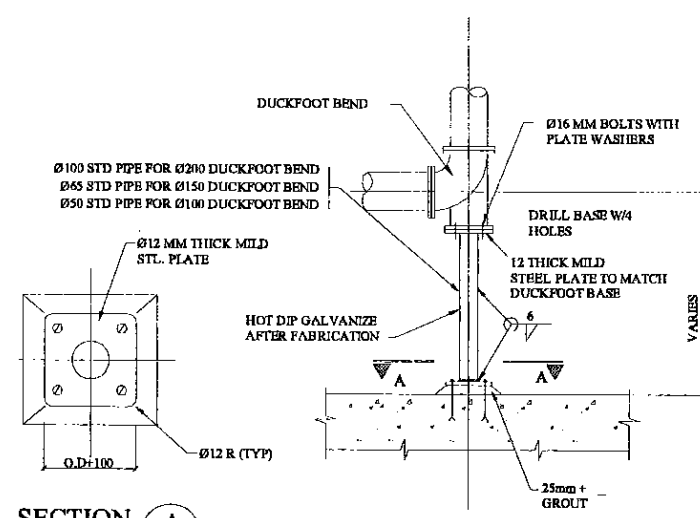 DUCKFOOT BEND
Ø16 MM BOLTS WITH
PLATE WASHERS
Ø100 STD PIPE FOR Ø200 DUCKFOOT BEND
Ø65 STD PIPE FOR Ø150 DUCKFOOT BEND
Ø50 STD PIPE FOR Ø100 DUCKFOOT BEND
DRILL BASE W/4
HOLES
Ø12 MM THICK MILD
STL. PLATE
12 THICK MILD
STEEL PLATE TO MATCH
DUCKFOOT BASE
HOT DIP GALVANIZE
AFTER FABRICATION
6
VARIES
A
A
Ø12 R (TYP)
O.D+100
25mm +
GROUT
SECTION A